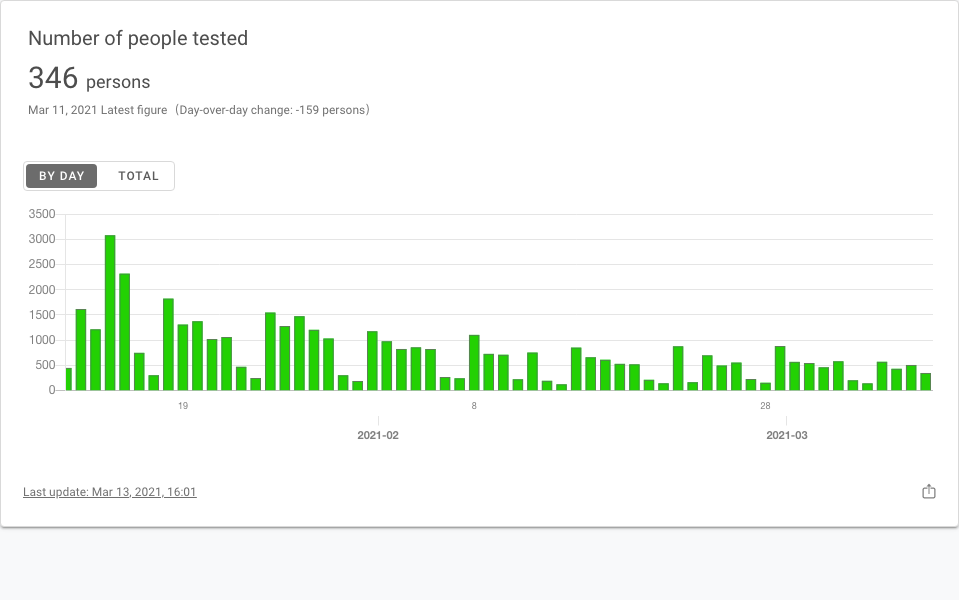 Number of people tested
346 persons
Mar 11, 2021 Latest figure（Day-over-day change: -159 persons）
BY DAY TOTAL
3500
3000
2500
2000
1500
1000
500
0
19 8 28
2021-02 2021-03
Last update: Mar 13, 2021, 16:01